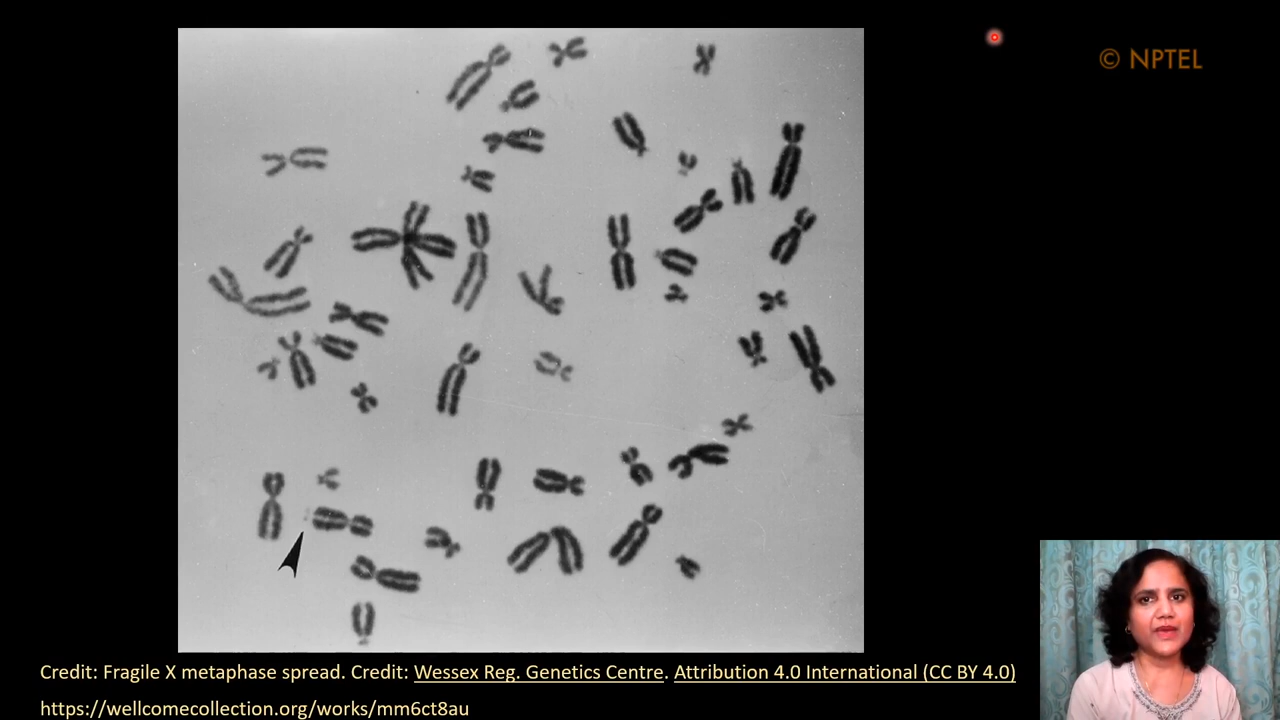 © NPTEL
Credit: Fragile X metaphase spread. Credit: Wessex Reg. Genetics Centre. Attribution 4.0 International (CC BY 4.0)
https://wellcomecollection.org/works/mm6ct8au